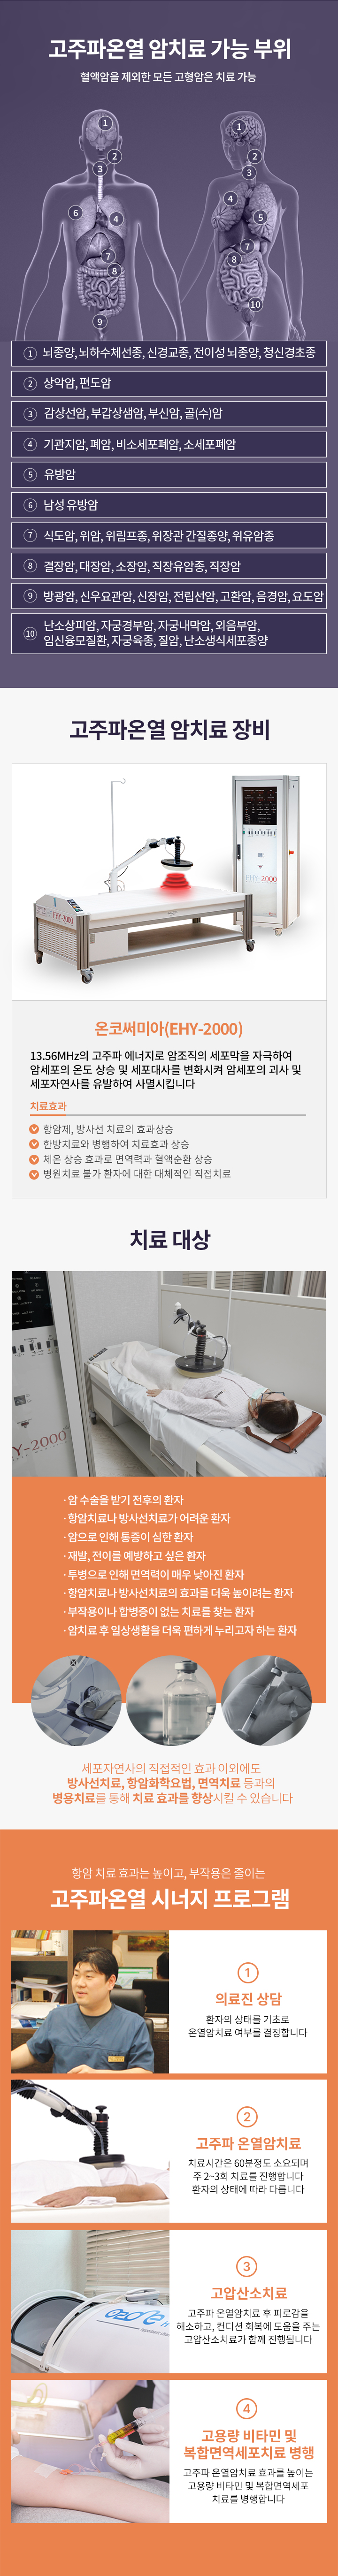 고주파온열 암치료 가능 부위
혈액암을 제외한 모든 고형암은 치료 가능
1
2
3
6
4
7
8
9
1
2
3
4
5
7
8
10
1 뇌종양, 뇌하수체선종, 신경교종, 전이성 뇌종양, 청신경초종
2 상악암, 편도암
3 갑상선암, 부갑상샘암, 부신암, 골(수)암
4 기관지암, 폐암, 비소세포폐암, 소세포폐암
5 유방암
6 남성 유방암
7 식도암, 위암, 위림프종, 위장관 간질종양, 위유암종
8 결장암, 대장암, 소장암, 직장유암종, 직장암
9 방광암, 신우요관암, 신장암, 전립선암, 고환암, 음경암, 요도암
10 난소상피암, 자궁경부암, 자궁내막암, 외음부암,
임신융모질환, 자궁육종, 질암, 난소생식세포종양
고주파온열 암치료 장비
EHY-2000
2000
온코써미아(EHY-2000)
13.56MHz의 고주파 에너지로 암조직의 세포막을 자극하여
암세포의 온도 상승 및 세포대사를 변화시켜 암세포의 괴사 및
세포자연사를 유발하여 사멸시킵니다
치료효과
항암제, 방사선 치료의 효과상승
한방치료와 병행하여 치료효과 상승
체온 상승 효과로 면역력과 혈액순환 상승
병원치료 불가 환자에 대한 대체적인 직접치료
치료 대상
HY-2000
· 암 수술을 받기 전후의 환자
· 항암치료나 방사선치료가 어려운 환자
· 암으로 인해 통증이 심한 환자
· 재발, 전이를 예방하고 싶은 환자
· 투병으로 인해 면역력이 매우 낮아진 환자
· 항암치료나 방사선치료의 효과를 더욱 높이려는 환자
· 부작용이나 합병증이 없는 치료를 찾는 환자
· 암치료 후 일상생활을 더욱 편하게 누리고자 하는 환자
세포자연사의 직접적인 효과 이외에도
방사선치료, 항암화학요법, 면역치료 등과의
병용치료를 통해 치료 효과를 향상시킬 수 있습니다
항암 치료 효과는 높이고, 부작용은 줄이는
고주파온열 시너지 프로그램
1
의료진 상담
환자의 상태를 기초로
온열암치료 여부를 결정합니다
2
고주파 온열암치료
치료시간은 60분정도 소요되며
주 2~3회 치료를 진행합니다
환자의 상태에 따라 다릅니다
3
고압산소치료
고주파 온열암치료 후 피로감을
해소하고, 컨디션 회복에 도움을 주는
고압산소치료가 함께 진행됩니다
4
고용량 비타민 및
복합면역세포치료 병행
고주파 온열암치료 효과를 높이는
고용량 비타민 및 복합면역세포
치료를 병행합니다